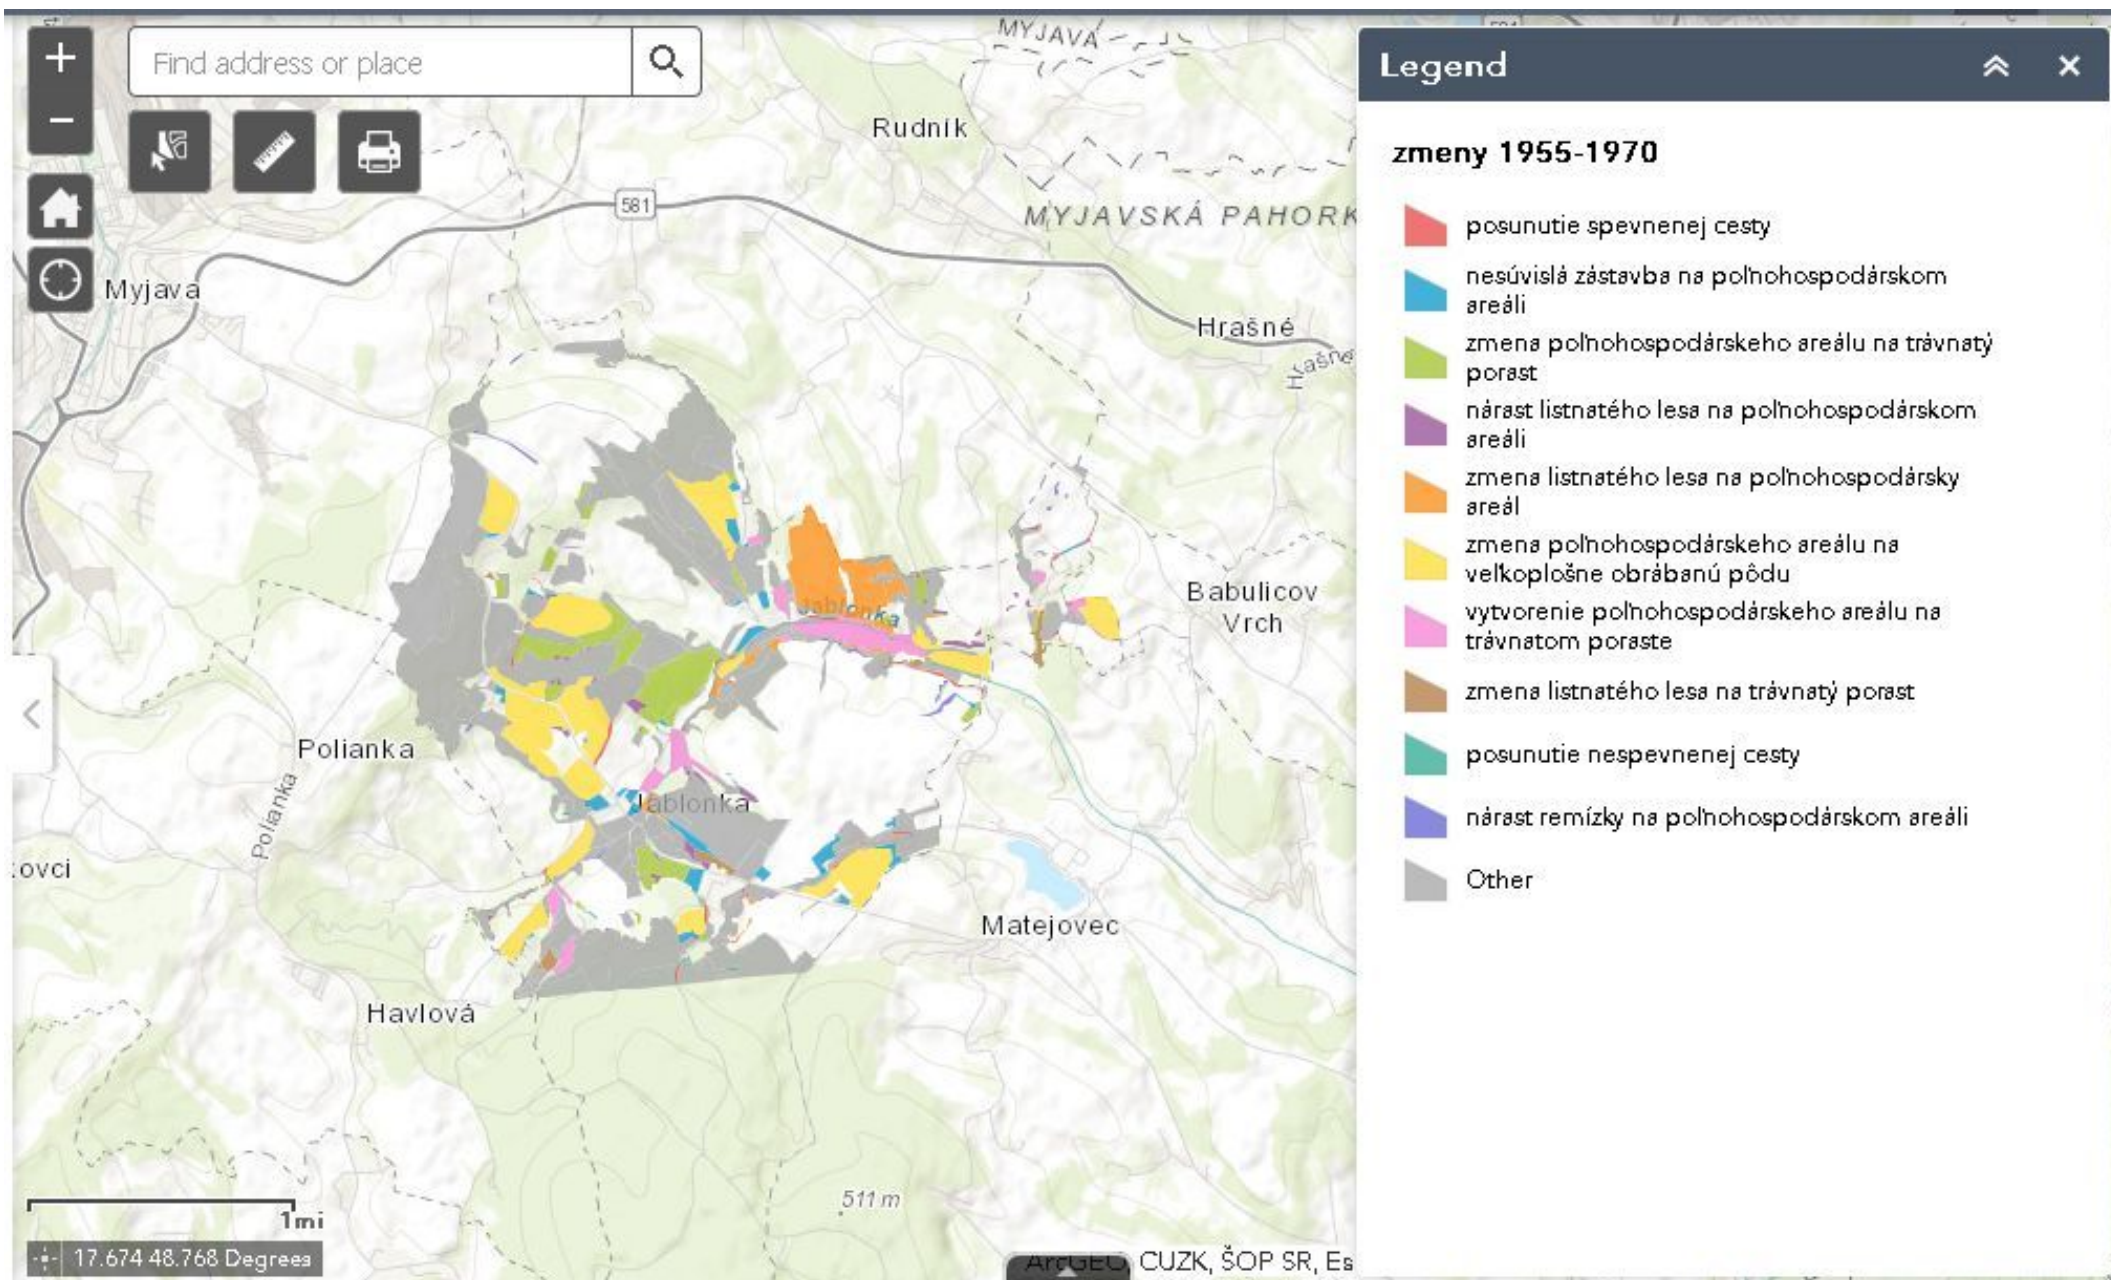 MYJAVA
Find address or place
Rudník
581
MYJAVSKÁ PAHORK
Myjava
Hrašné
Hrašne
Babulicov
Vrch
Jablonka
Polianka
Polianka
Jablonka
ovci
Matejovec
Havlová
511 m
1mi
17.674 48.768 Degrees
ArcGEO, CUZK, ŠOP SR, Es
Legend
zmeny 1955-1970
posunutie spevnenej cesty
nesúvislá zástavba na poľnohospodárskom
areáli
zmena poľnohospodárskeho areálu na trávnatý
porast
nárast listnatého lesa na poľnohospodárskom
areáli
zmena listnatého lesa na poľnohospodársky
areál
zmena poľnohospodárskeho areálu na
veľkoplošne obrábanú pôdu
vytvorenie poľnohospodárskeho areálu na
trávnatom poraste
zmena listnatého lesa na trávnatý porast
posunutie nespevnenej cesty
nárast remízky na poľnohospodárskom areáli
Other